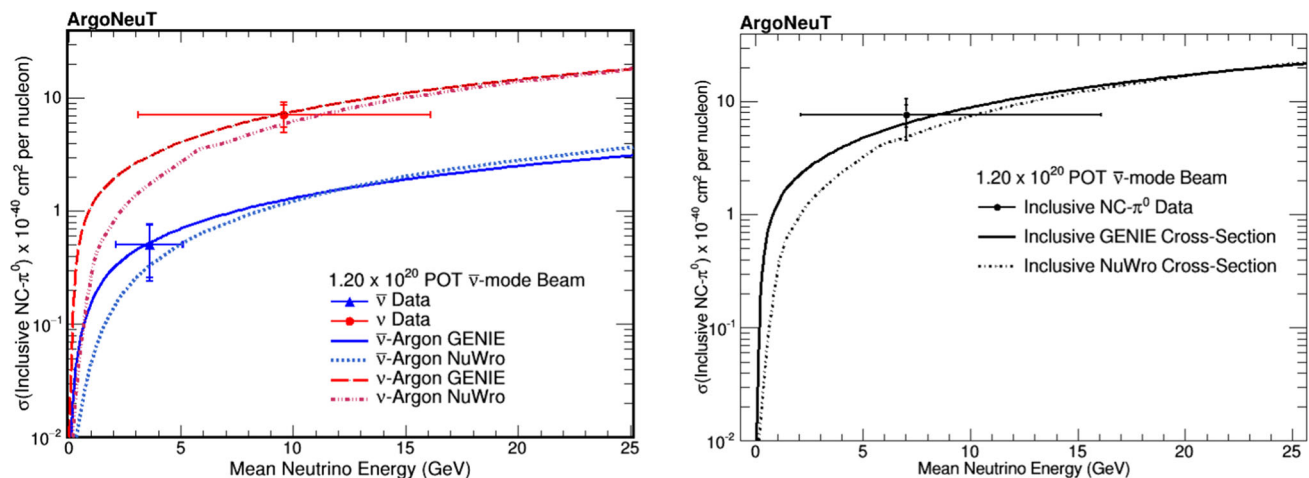 ArgoNeuT
σ(Inclusive NC-π⁰) x 10⁻⁴⁰ cm² per nucleon)
10
1
10⁻¹
10⁻²
1.20 x 10²⁰ POT ν̅-mode Beam
ν̅ Data
ν Data
ν̅-Argon GENIE
ν̅-Argon NuWro
ν-Argon GENIE
ν-Argon NuWro
0 5 10 15 20 25
Mean Neutrino Energy (GeV)
ArgoNeuT
σ(Inclusive NC-π⁰) x 10⁻⁴⁰ cm² per nucleon)
10
1
10⁻¹
10⁻²
1.20 x 10²⁰ POT ν̅-mode Beam
Inclusive NC-π⁰ Data
Inclusive GENIE Cross-Section
Inclusive NuWro Cross-Section
0 5 10 15 20 25
Mean Neutrino Energy (GeV)